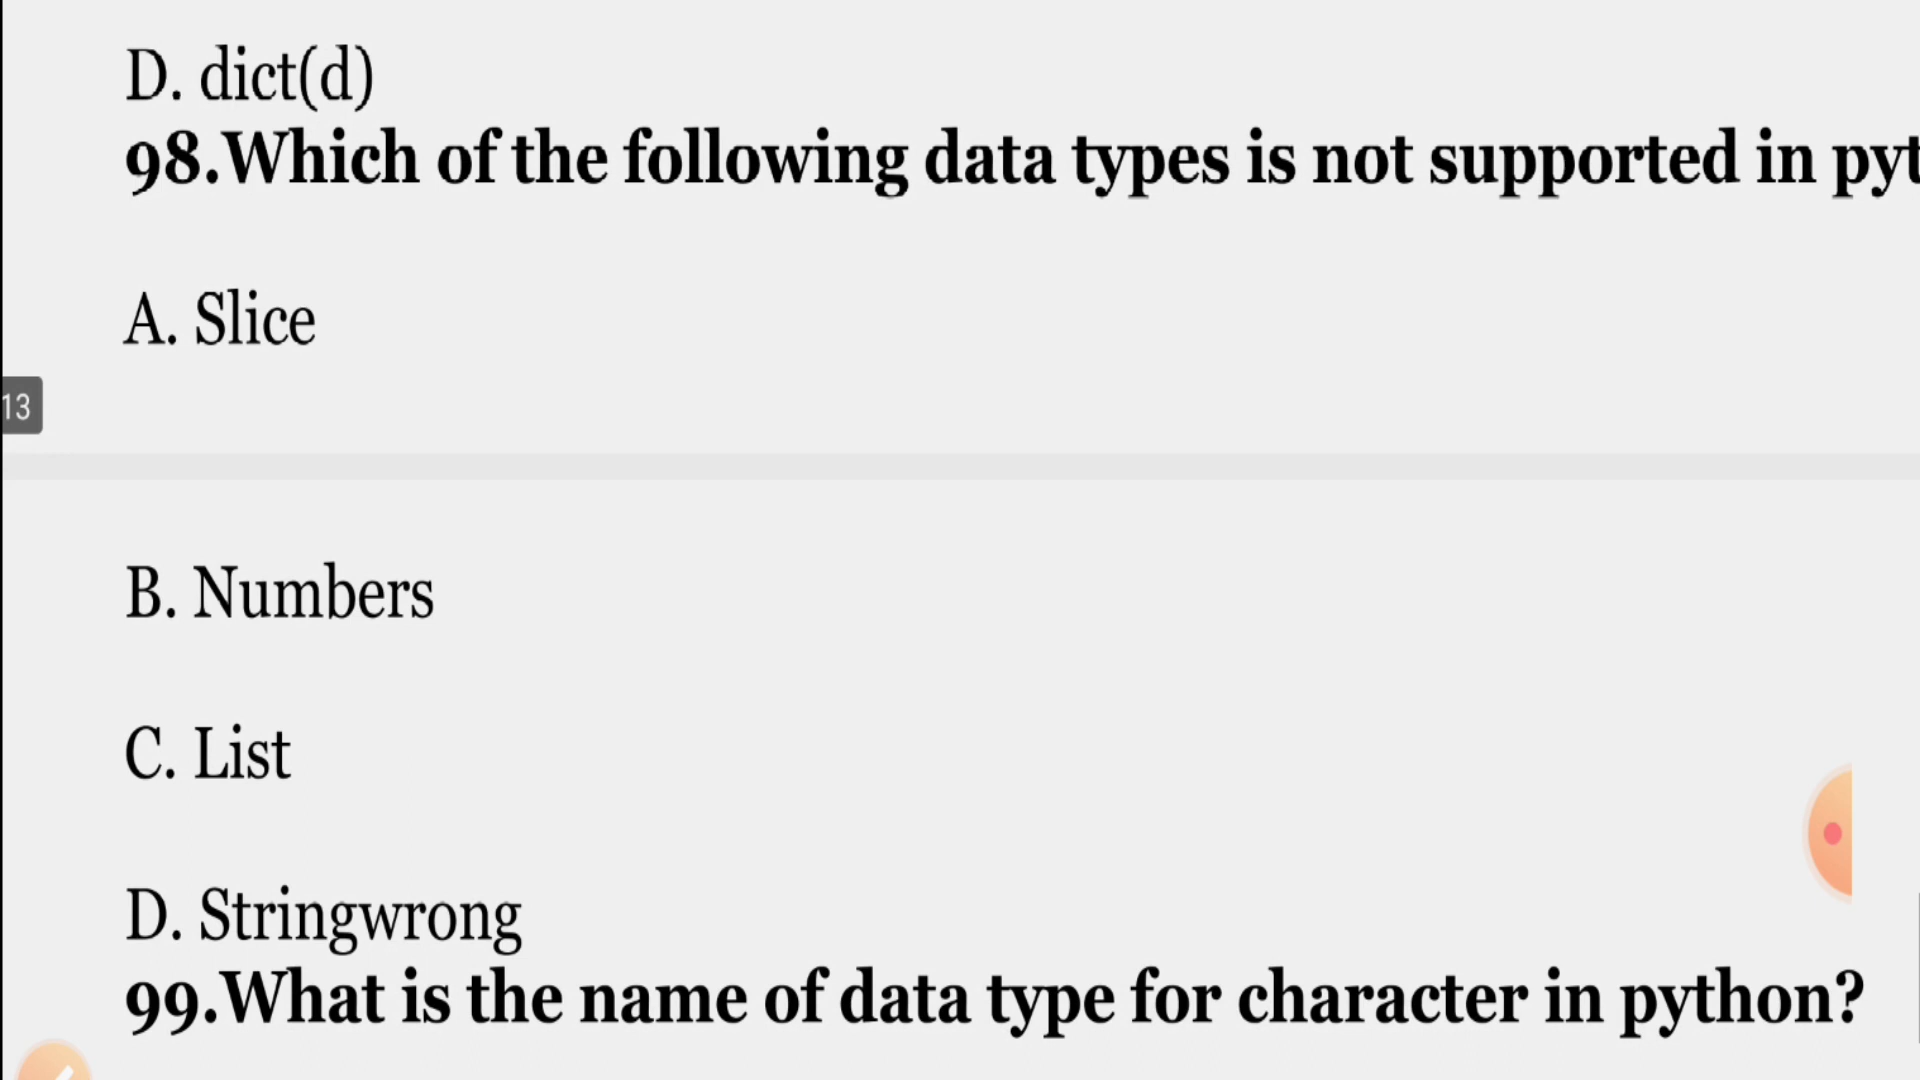 D. dict(d)
98.Which of the following data types is not supported in pyt
A. Slice
13
B. Numbers
C. List
D. Stringwrong
99.What is the name of data type for character in python?